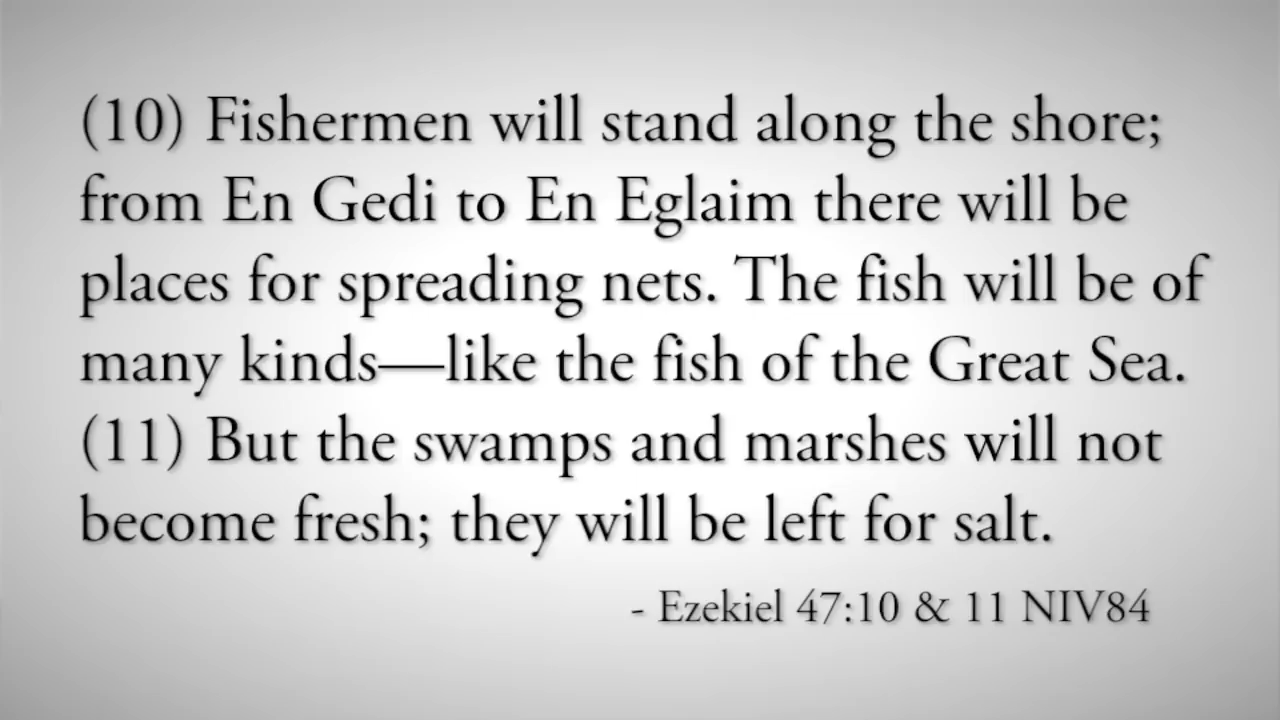 (10) Fishermen will stand along the shore;
from En Gedi to En Eglaim there will be
places for spreading nets. The fish will be of
many kinds—like the fish of the Great Sea.
(11) But the swamps and marshes will not
become fresh; they will be left for salt.
- Ezekiel 47:10 & 11 NIV84